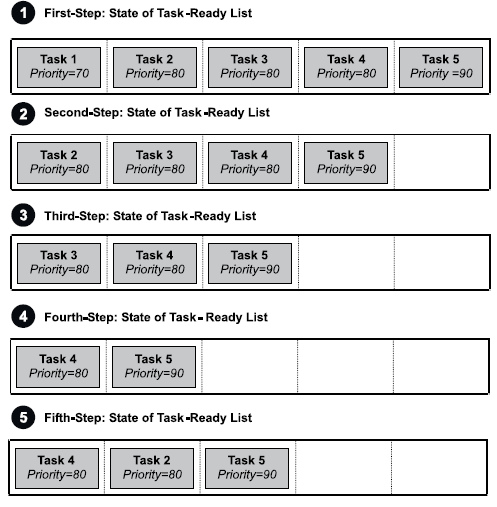 1 First-Step: State of Task-Ready List
Task 1 Task 2 Task 3 Task 4 Task 5
Priority=70 Priority=80 Priority=80 Priority=80 Priority =90
2 Second-Step: State of Task-Ready List
Task 2 Task 3 Task 4 Task 5
Priority=80 Priority=80 Priority=80 Priority=90
3 Third-Step: State of Task-Ready List
Task 3 Task 4 Task 5
Priority=80 Priority=80 Priority=90
4 Fourth-Step: State of Task- Ready List
Task 4 Task 5
Priority=80 Priority=90
5 Fifth-Step: State of Task-Ready List
Task 4 Task 2 Task 5
Priority=80 Priority=80 Priority=90